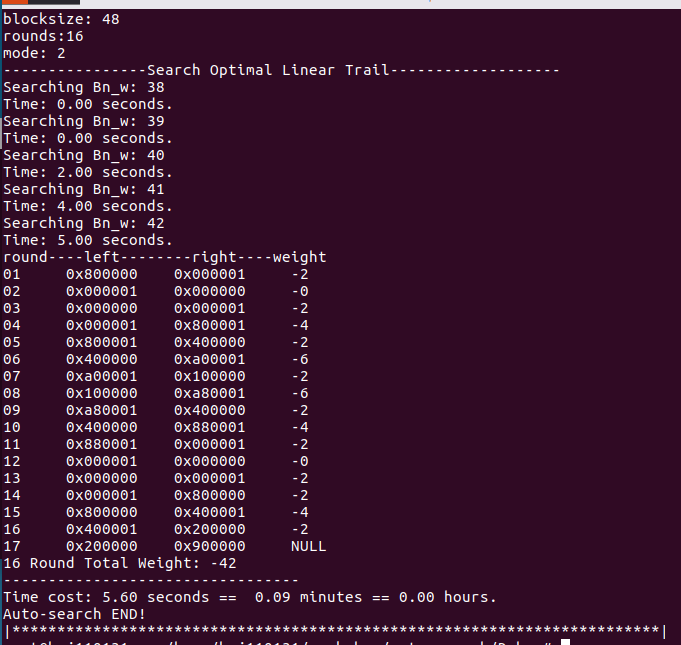 blocksize: 48
rounds:16
mode: 2
----------------Search Optimal Linear Trail-------------------
Searching Bn_w: 38
Time: 0.00 seconds.
Searching Bn_w: 39
Time: 0.00 seconds.
Searching Bn_w: 40
Time: 2.00 seconds.
Searching Bn_w: 41
Time: 4.00 seconds.
Searching Bn_w: 42
Time: 5.00 seconds.
round----left--------right----weight
01     0x800000    0x000001     -2
02     0x000001    0x000000     -0
03     0x000000    0x000001     -2
04     0x000001    0x800001     -4
05     0x800001    0x400000     -2
06     0x400000    0xa00001     -6
07     0xa00001    0x100000     -2
08     0x100000    0xa80001     -6
09     0xa80001    0x400000     -2
10     0x400000    0x880001     -4
11     0x880001    0x000001     -2
12     0x000001    0x000000     -0
13     0x000000    0x000001     -2
14     0x000001    0x800000     -2
15     0x800000    0x400001     -4
16     0x400001    0x200000     -2
17     0x200000    0x900000     NULL
16 Round Total Weight: -42
----------------------------------
Time cost: 5.60 seconds ==  0.09 minutes == 0.00 hours.
Auto-search END!
|**************************************************************************|